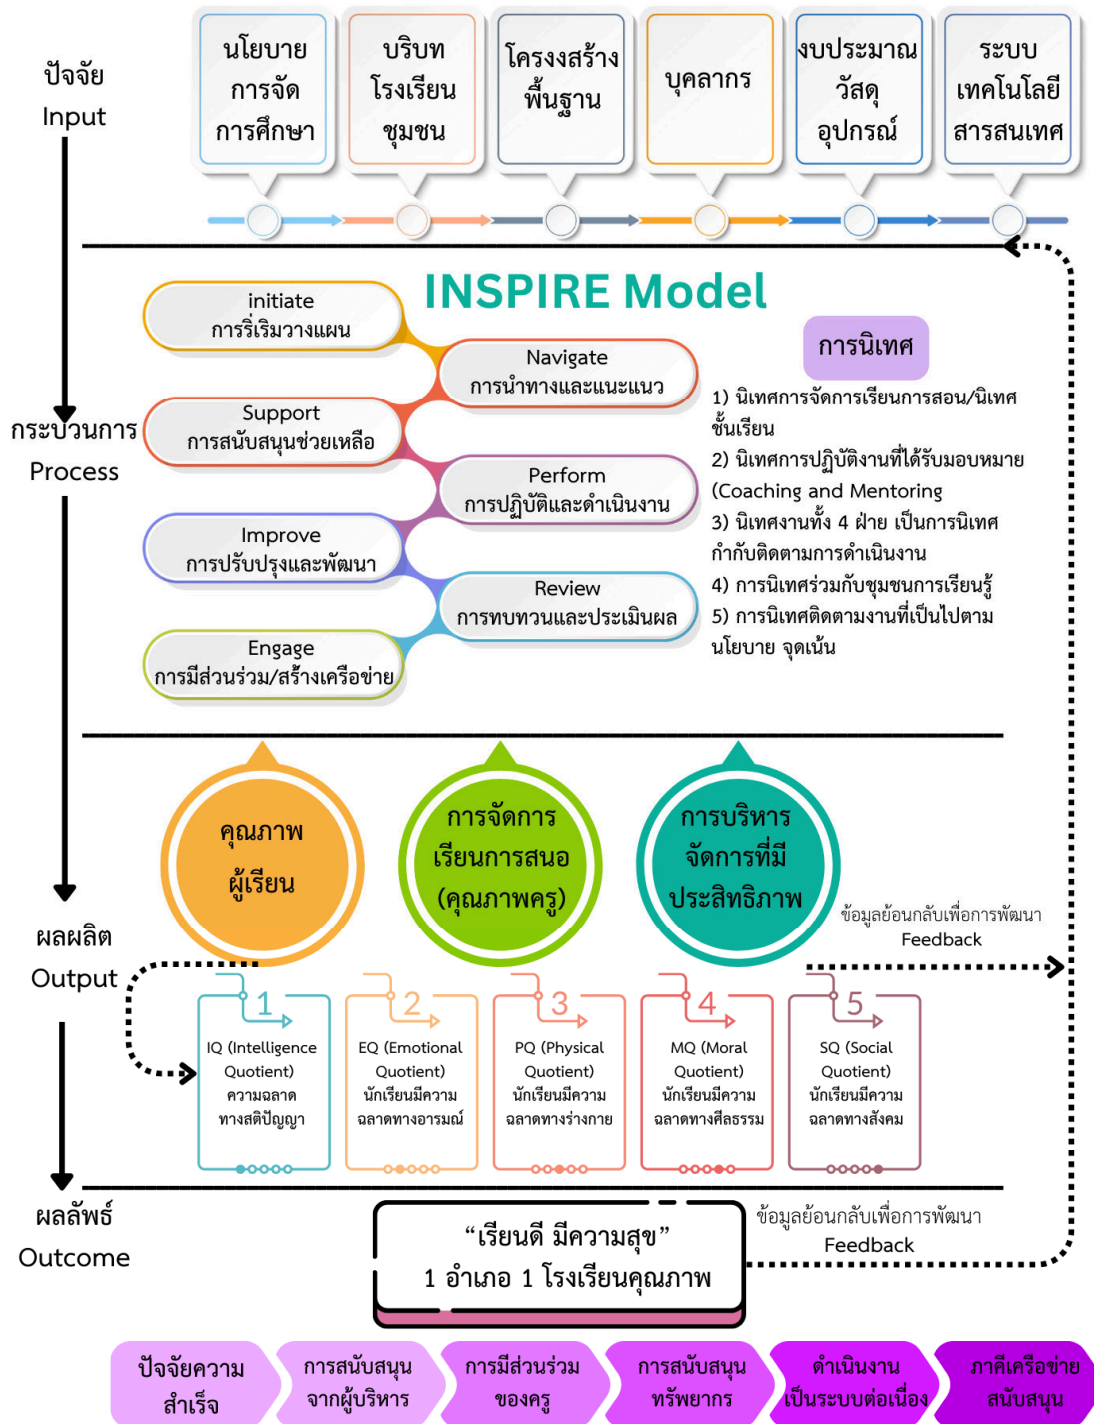 ปัจจัย
Input
นโยบาย
การจัด
การศึกษา
บริบท
โรงเรียน
ชุมชน
โครงงสร้าง
พื้นฐาน
บุคลากร
งบประมาณ
วัสดุ
อุปกรณ์
ระบบ
เทคโนโลยี
สารสนเทศ
INSPIRE Model
กระบวนการ
Process
initiate
การริ่เริมวางแผน
Navigate
การนำทางและแนะแนว
Support
การสนับสนุนช่วยเหลือ
Perform
การปฏิบัติและดำเนินงาน
Improve
การปรับปรุงและพัฒนา
Review
การทบทวนและประเมินผล
Engage
การมีส่วนร่วม/สร้างเครือข่าย
การนิเทศ
1) นิเทศการจัดการเรียนการสอน/นิเทศ
ชั้นเรียน
2) นิเทศการปฏิบัติงานที่ได้รับมอบหมาย
(Coaching and Mentoring
3) นิเทศงานทั้ง 4 ฝ่าย เป็นการนิเทศ
กำกับติดตามการดำเนินงาน
4) การนิเทศร่วมกับชุมชนการเรียนรู้
5) การนิเทศติดตามงานที่เป็นไปตาม
นโยบาย จุดเน้น
ผลผลิต
Output
คุณภาพ
ผู้เรียน
การจัดการ
เรียนการสนอ
(คุณภาพครู)
การบริหาร
จัดการที่มี
ประสิทธิภาพ
ข้อมูลย้อนกลับเพื่อการพัฒนา
Feedback
1
IQ (Intelligence
Quotient)
ความฉลาด
ทางสติปัญญา
2
EQ (Emotional
Quotient)
นักเรียนมีความ
ฉลาดทางอารมณ์
3
PQ (Physical
Quotient)
นักเรียนมีความ
ฉลาดทางร่างกาย
4
MQ (Moral
Quotient)
นักเรียนมีความ
ฉลาดทางศีลธรรม
5
SQ (Social
Quotient)
นักเรียนมีความ
ฉลาดทางสังคม
ผลลัพธ์
Outcome
“เรียนดี มีความสุข”
1 อำเภอ 1 โรงเรียนคุณภาพ
ข้อมูลย้อนกลับเพื่อการพัฒนา
Feedback
ปัจจัยความ
สำเร็จ
การสนับสนุน
จากผู้บริหาร
การมีส่วนร่วม
ของครู
การสนับสนุน
ทรัพยากร
ดำเนินงาน
เป็นระบบต่อเนื่อง
ภาคีเครือข่าย
สนับสนุน